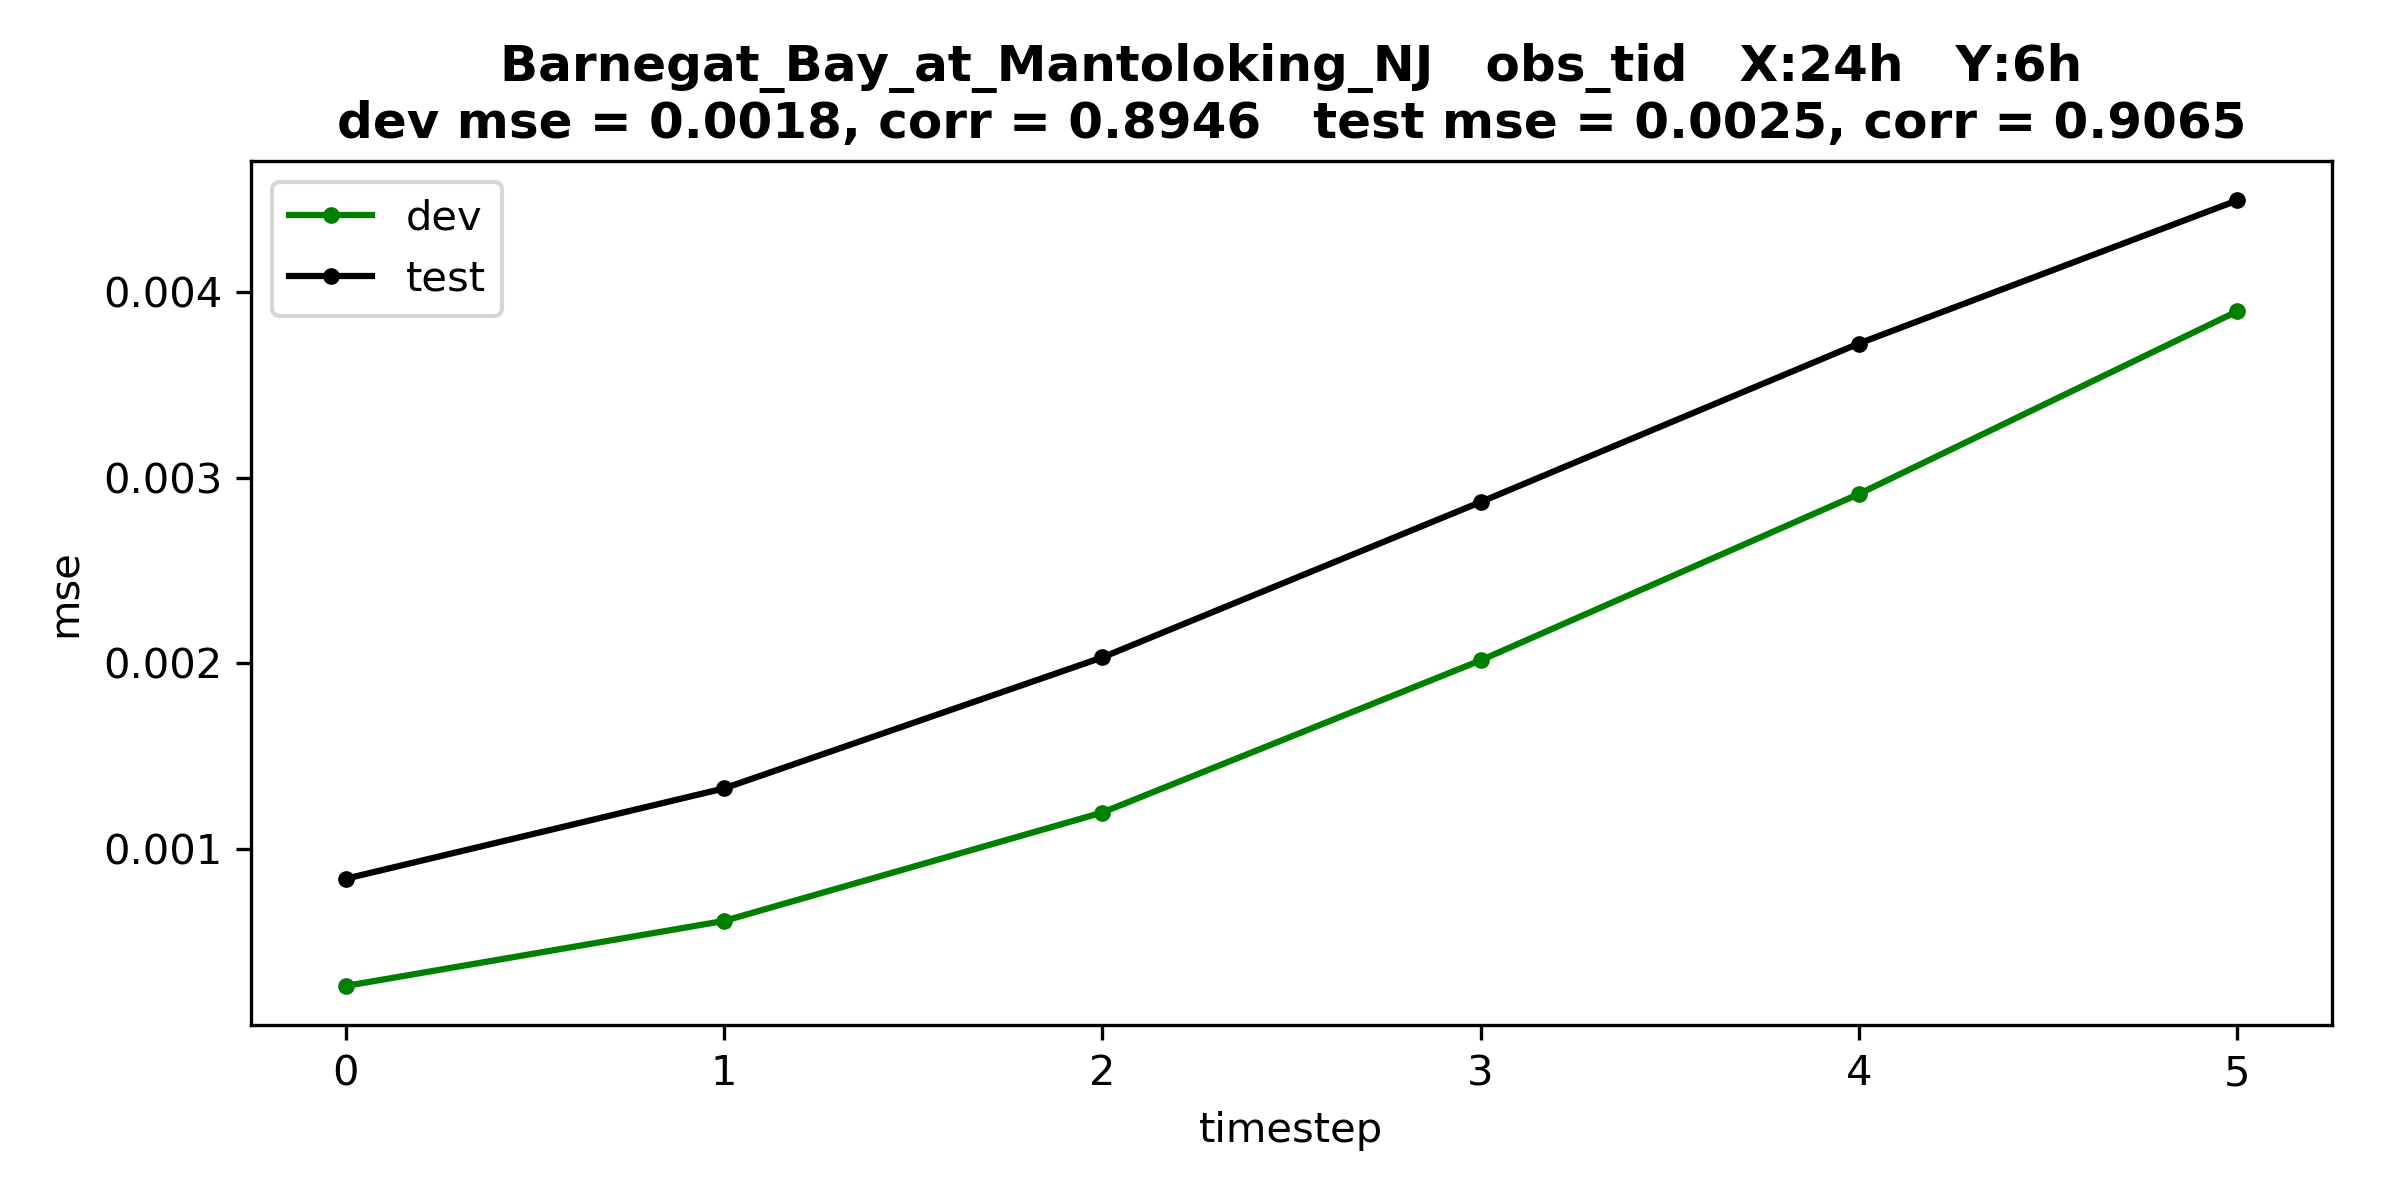 Barnegat_Bay_at_Mantoloking_NJ   obs_tid   X:24h   Y:6h
dev mse = 0.0018, corr = 0.8946   test mse = 0.0025, corr = 0.9065
dev
test
0.004
0.003
0.002
0.001
mse
0 1 2 3 4 5
timestep